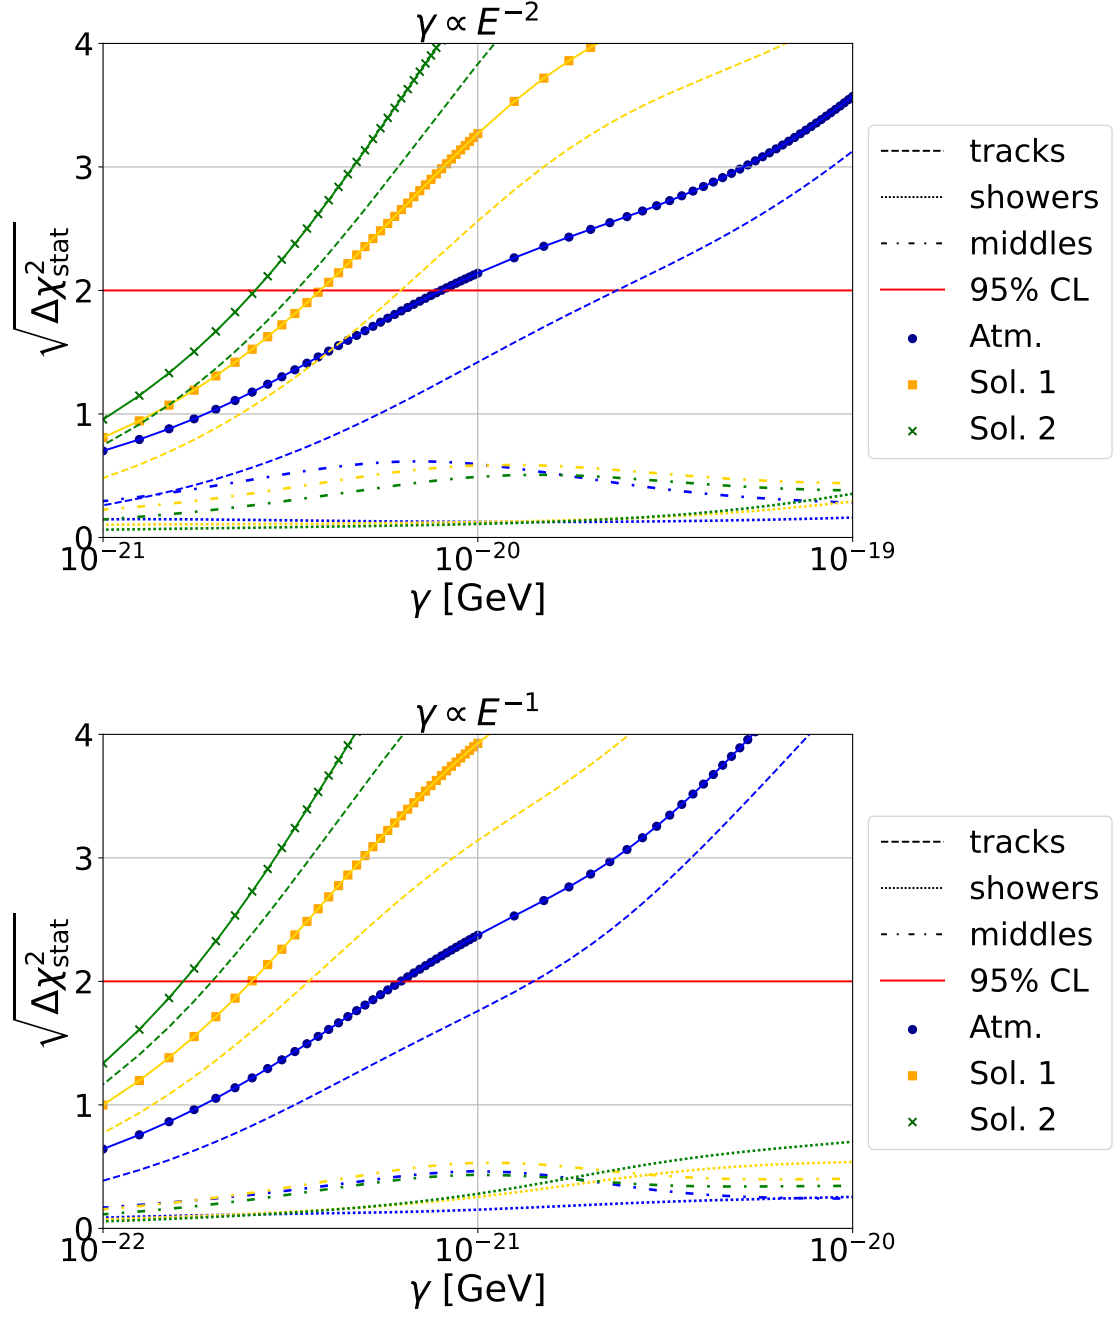 γ ∝ E⁻²
4
3
2
1
0
10⁻²¹ 10⁻²⁰ 10⁻¹⁹
γ [GeV]
√Δχ²stat
tracks
showers
middles
95% CL
Atm.
Sol. 1
Sol. 2
γ ∝ E⁻¹
4
3
2
1
0
10⁻²² 10⁻²¹ 10⁻²⁰
γ [GeV]
√Δχ²stat
tracks
showers
middles
95% CL
Atm.
Sol. 1
Sol. 2